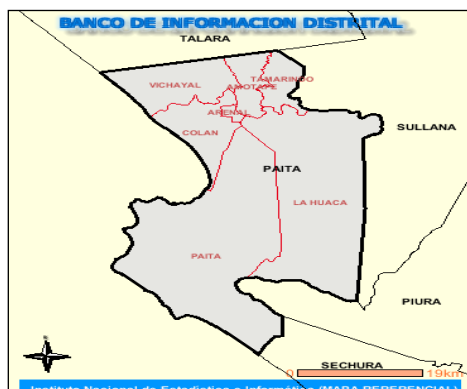 BANCO DE INFORMACION DISTRITAL
TALARA
TAMARINDO
VICHAYAL
AMOTAPE
ARENAL
SULLANA
COLAN
PAITA
LA HUACA
PAITA
PIURA
SECHURA
0 19km
Instituto Nacional de Estadistica e Informática (MAPA REFERENCIAL)